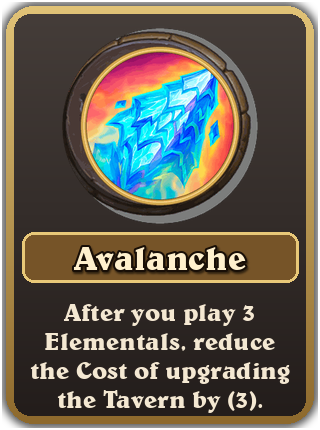 Avalanche
After you play 3
Elementals, reduce
the Cost of upgrading
the Tavern by (3).